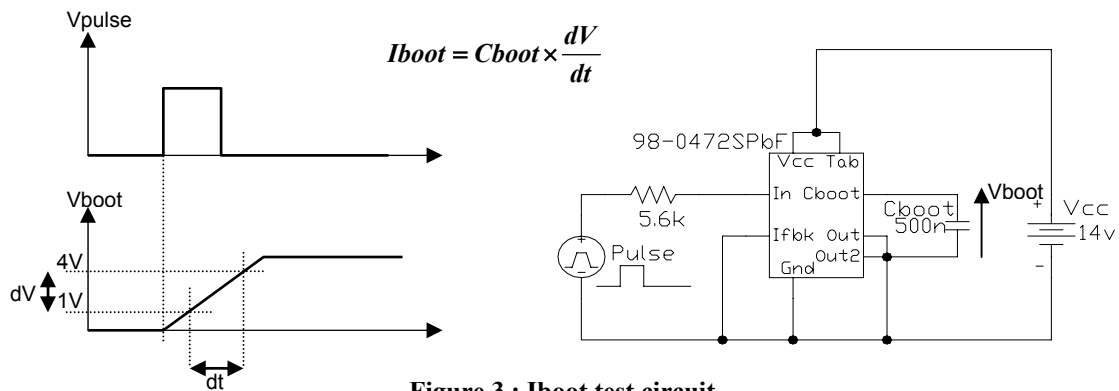 Vpulse
Iboot = Cboot × dV/dt
Vboot
4V
dV
1V
dt
98-0472SPbF
Vcc Tab
In Cboot
Ifbk Out
Out2
Gnd
5.6k
Pulse
Cboot
500n
Vboot
+
Vcc
14v
-
+
Figure 3 : Iboot test circuit